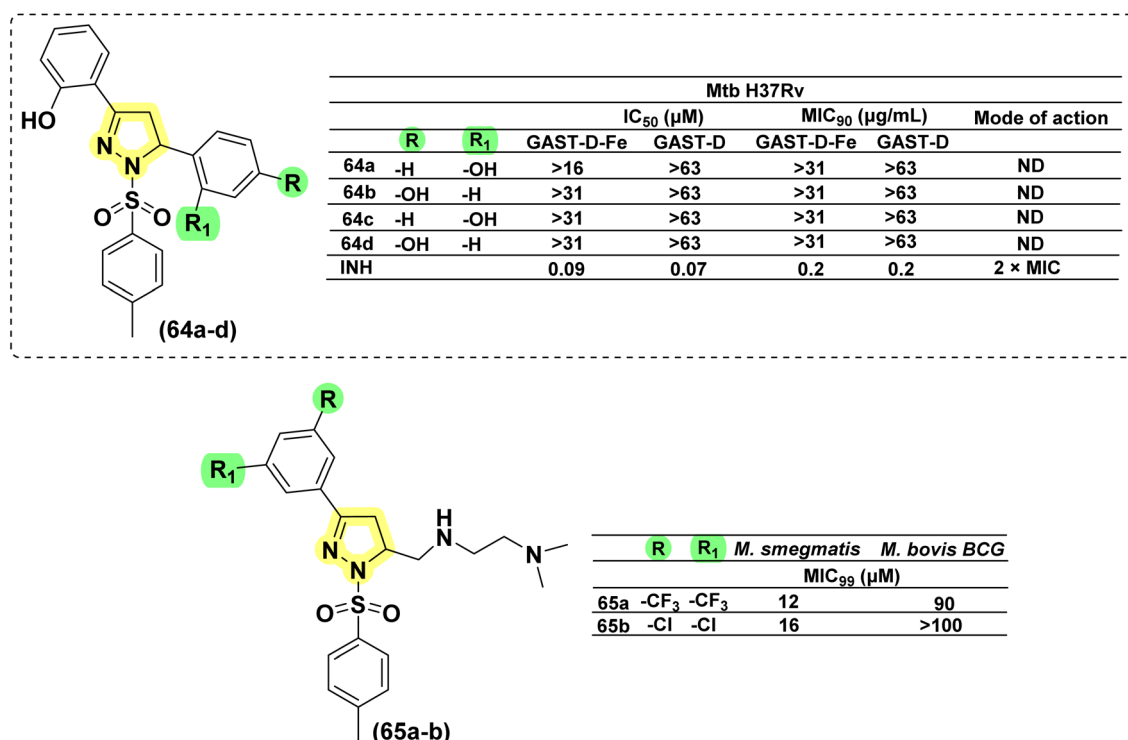 HO
N
N
O
S
O
R
R₁
(64a-d)
Mtb H37Rv
IC₅₀ (µM) MIC₉₀ (µg/mL) Mode of action
R R₁ GAST-D-Fe GAST-D GAST-D-Fe GAST-D
64a -H -OH >16 >63 >31 >63 ND
64b -OH -H >31 >63 >31 >63 ND
64c -H -OH >31 >63 >31 >63 ND
64d -OH -H >31 >63 >31 >63 ND
INH 0.09 0.07 0.2 0.2 2 × MIC
R
R₁
H
N
N
N
N
O
S
O
(65a-b)
R R₁ M. smegmatis M. bovis BCG
MIC₉₉ (µM)
65a -CF₃ -CF₃ 12 90
65b -Cl -Cl 16 >100